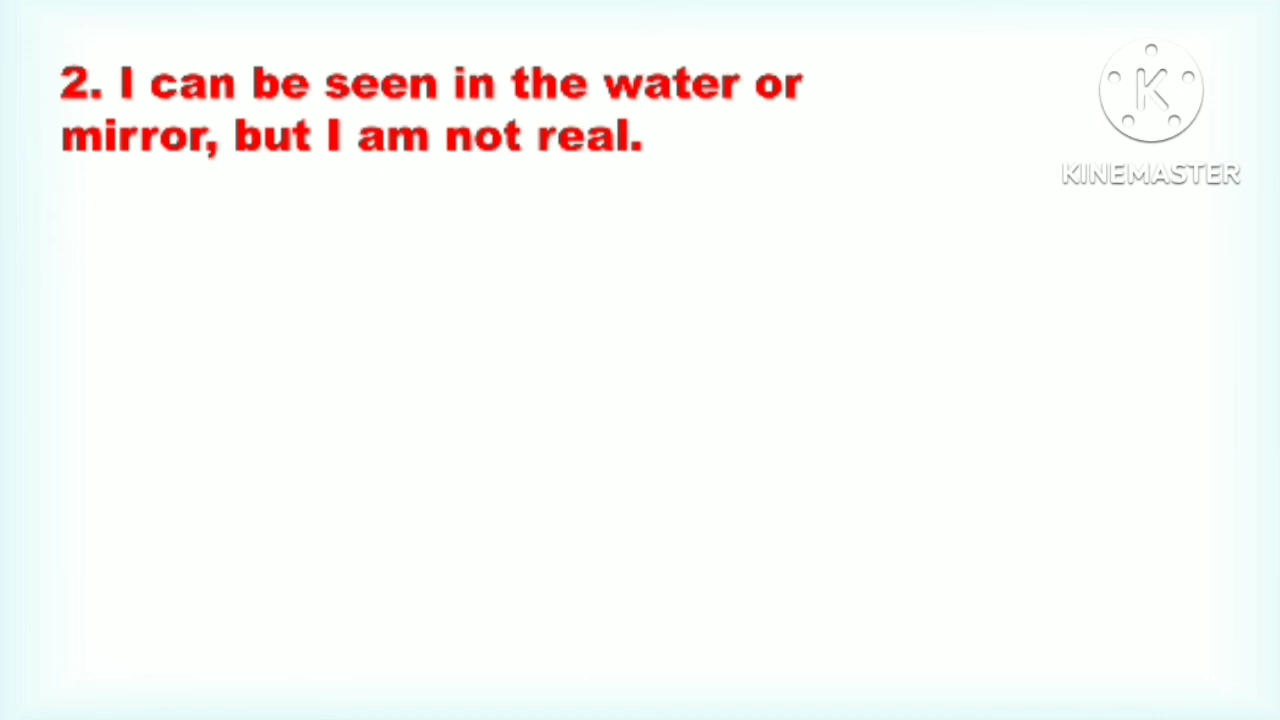 2. I can be seen in the water or
mirror, but I am not real.
K
KINEMASTER